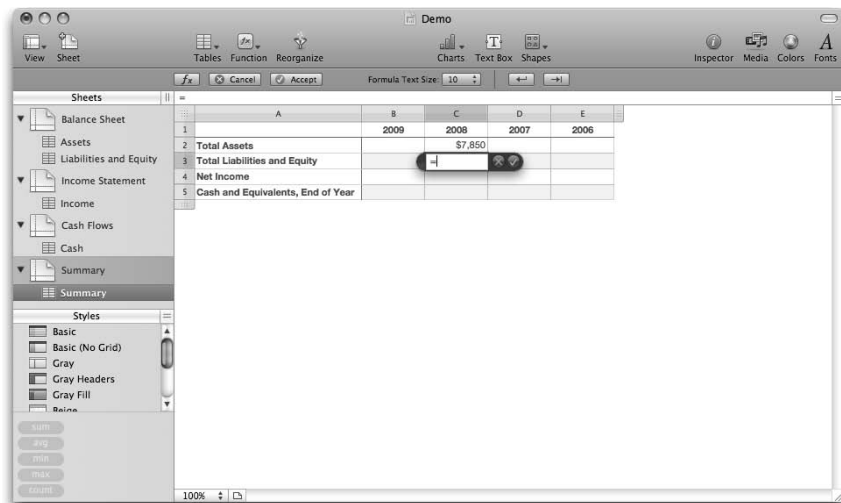 Demo
View Sheet Tables Function Reorganize Charts Text Box Shapes Inspector Media Colors Fonts
fx Cancel Accept Formula Text Size: 10
Sheets =
A B C D E
1 2009 2008 2007 2006
2 Total Assets $7,850
3 Total Liabilities and Equity =
4 Net Income
5 Cash and Equivalents, End of Year
Balance Sheet
Assets
Liabilities and Equity
Income Statement
Income
Cash Flows
Cash
Summary
Summary
Styles
Basic
Basic (No Grid)
Gray
Gray Headers
Gray Fill
Beige
sum
avg
min
max
count
100%